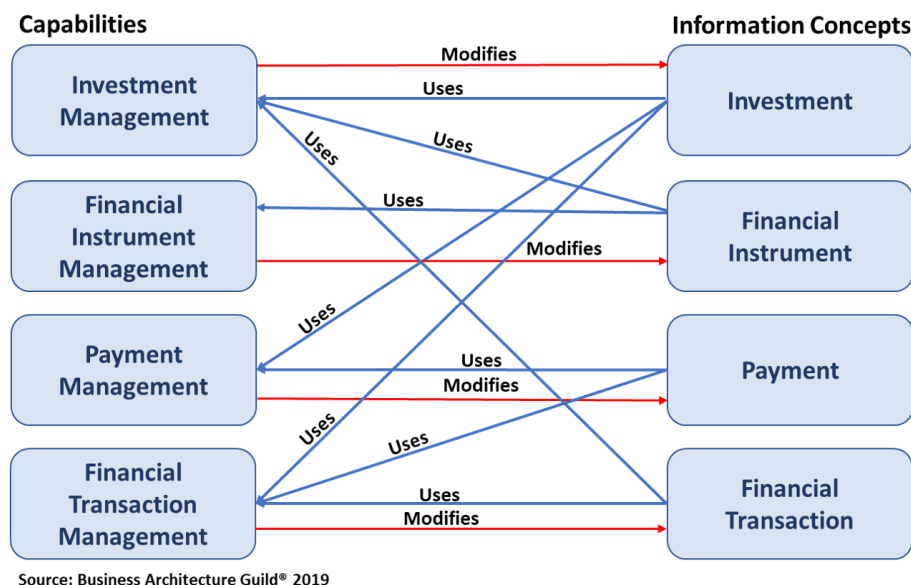 Capabilities
Information Concepts
Modifies
Investment
Management
Uses
Investment
Uses
Uses
Financial
Instrument
Management
Uses
Financial
Instrument
Modifies
Uses
Payment
Management
Uses
Modifies
Payment
Uses
Uses
Financial
Transaction
Management
Uses
Modifies
Financial
Transaction
Source: Business Architecture Guild® 2019